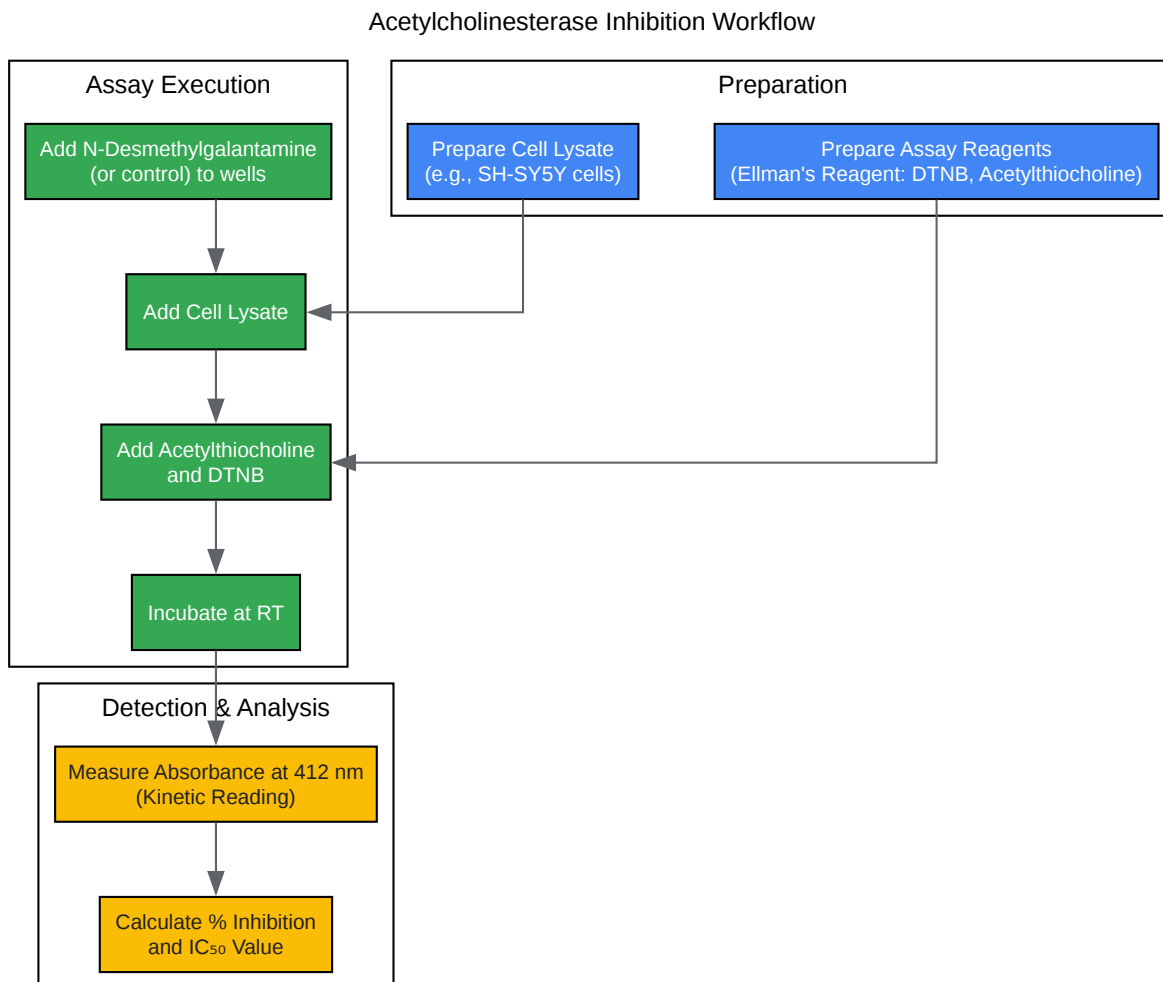 Acetylcholinesterase Inhibition Workflow
Assay Execution
Add N-Desmethylgalantamine
(or control) to wells
Add Cell Lysate
Add Acetylthiocholine
and DTNB
Incubate at RT
Preparation
Prepare Cell Lysate
(e.g., SH-SY5Y cells)
Prepare Assay Reagents
(Ellman's Reagent: DTNB, Acetylthiocholine)
Detection & Analysis
Measure Absorbance at 412 nm
(Kinetic Reading)
Calculate % Inhibition
and IC₅₀ Value